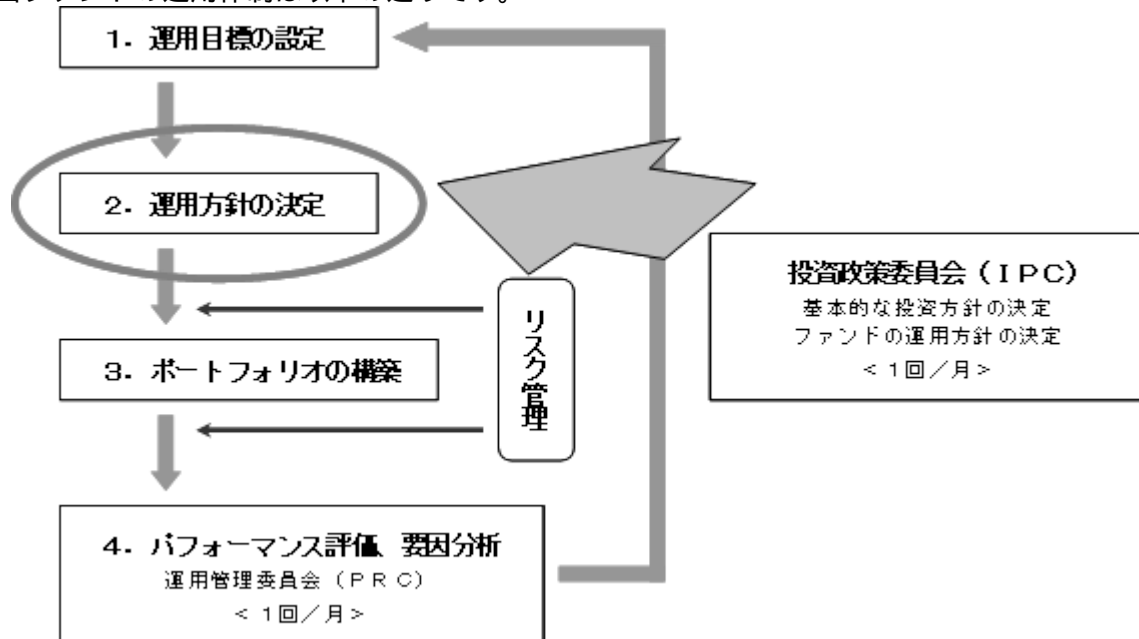 1．運用目標の設定
2．運用方針の決定
3．ポートフォリオの構築
4．パフォーマンス評価、要因分析
運用管理委員会（ＰＲＣ）
＜１回／月＞
リスク管理
投資政策委員会（ＩＰＣ）
基本的な投資方針の決定
ファンドの運用方針の決定
＜１回／月＞